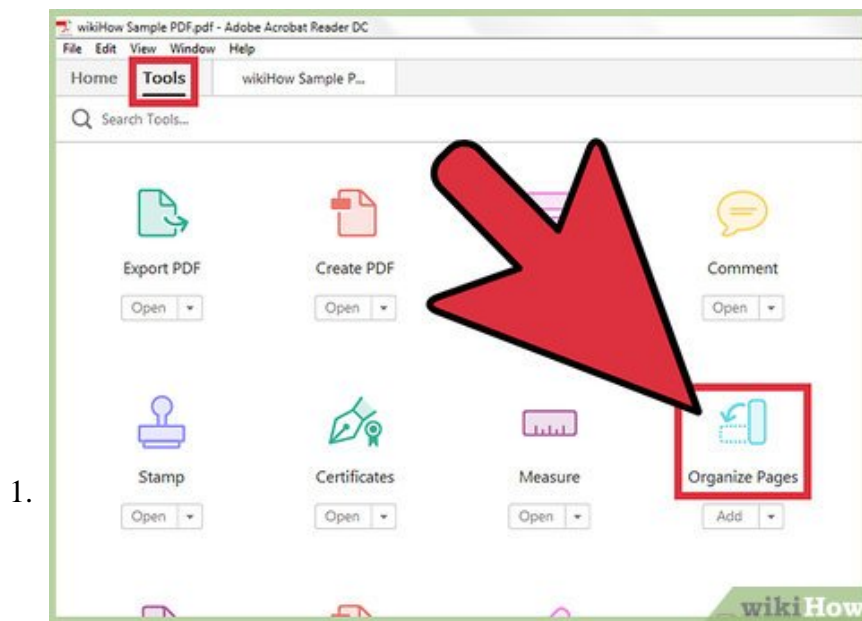 wikiHow Sample PDF.pdf - Adobe Acrobat Reader DC
File Edit View Window Help
Home Tools wikiHow Sample P...
Search Tools...
Export PDF Create PDF Comment
Open Open Open
Stamp Certificates Measure Organize Pages
1.
Open Open Open Add
wikiHow